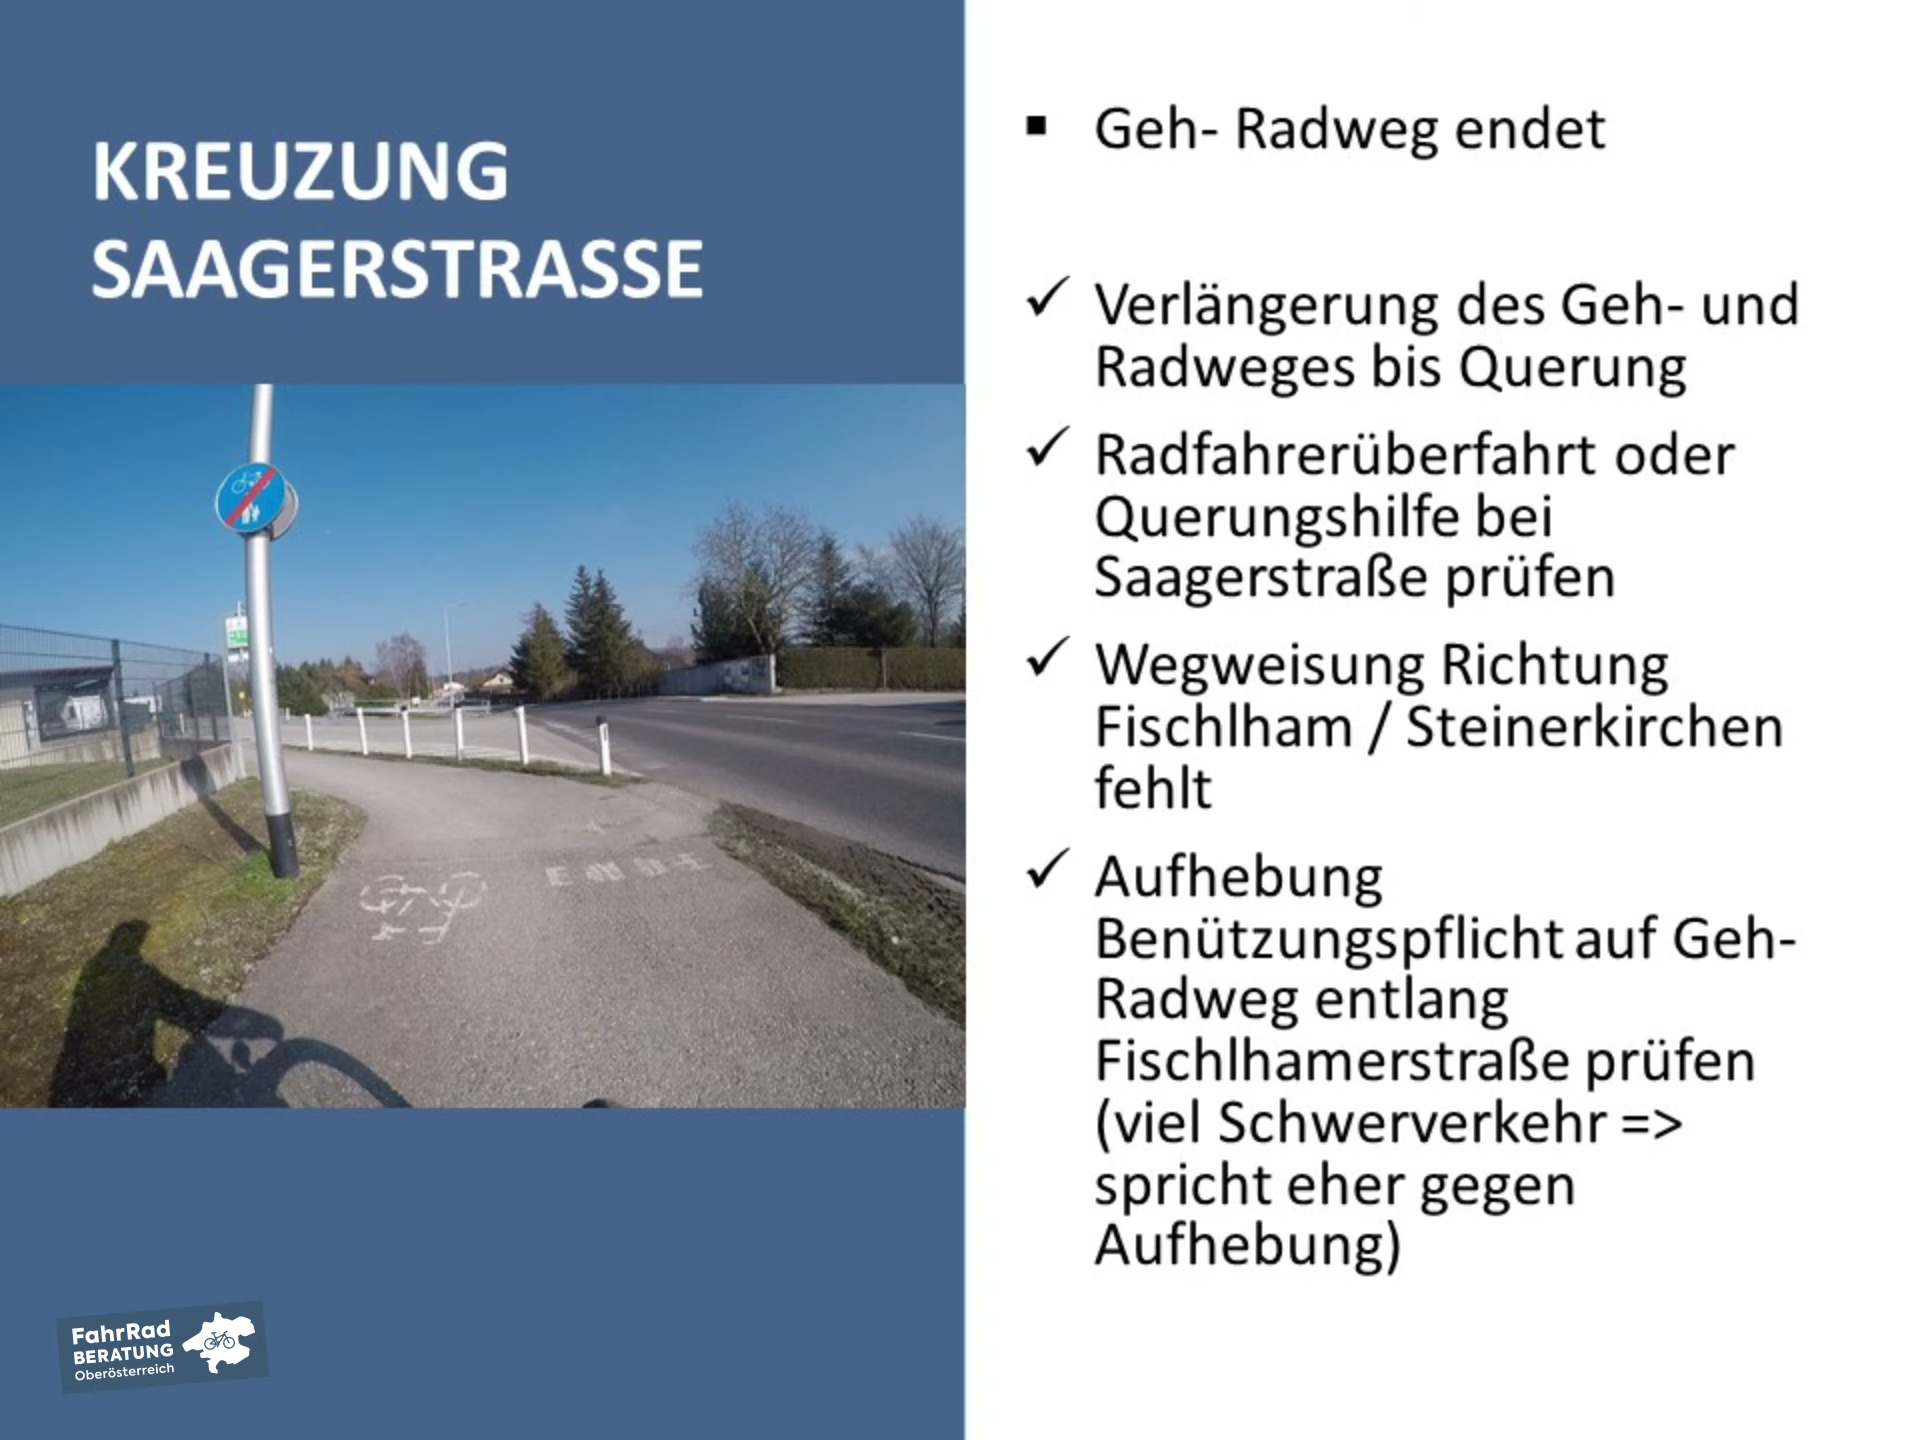 KREUZUNG
SAAGERSTRASSE
ENDE
FahrRad
BERATUNG
Oberösterreich
▪ Geh- Radweg endet
✓ Verlängerung des Geh- und
Radweges bis Querung
✓ Radfahrerüberfahrt oder
Querungshilfe bei
Saagerstraße prüfen
✓ Wegweisung Richtung
Fischlham / Steinerkirchen
fehlt
✓ Aufhebung
Benützungspflicht auf Geh-
Radweg entlang
Fischlhamerstraße prüfen
(viel Schwerverkehr =>
spricht eher gegen
Aufhebung)